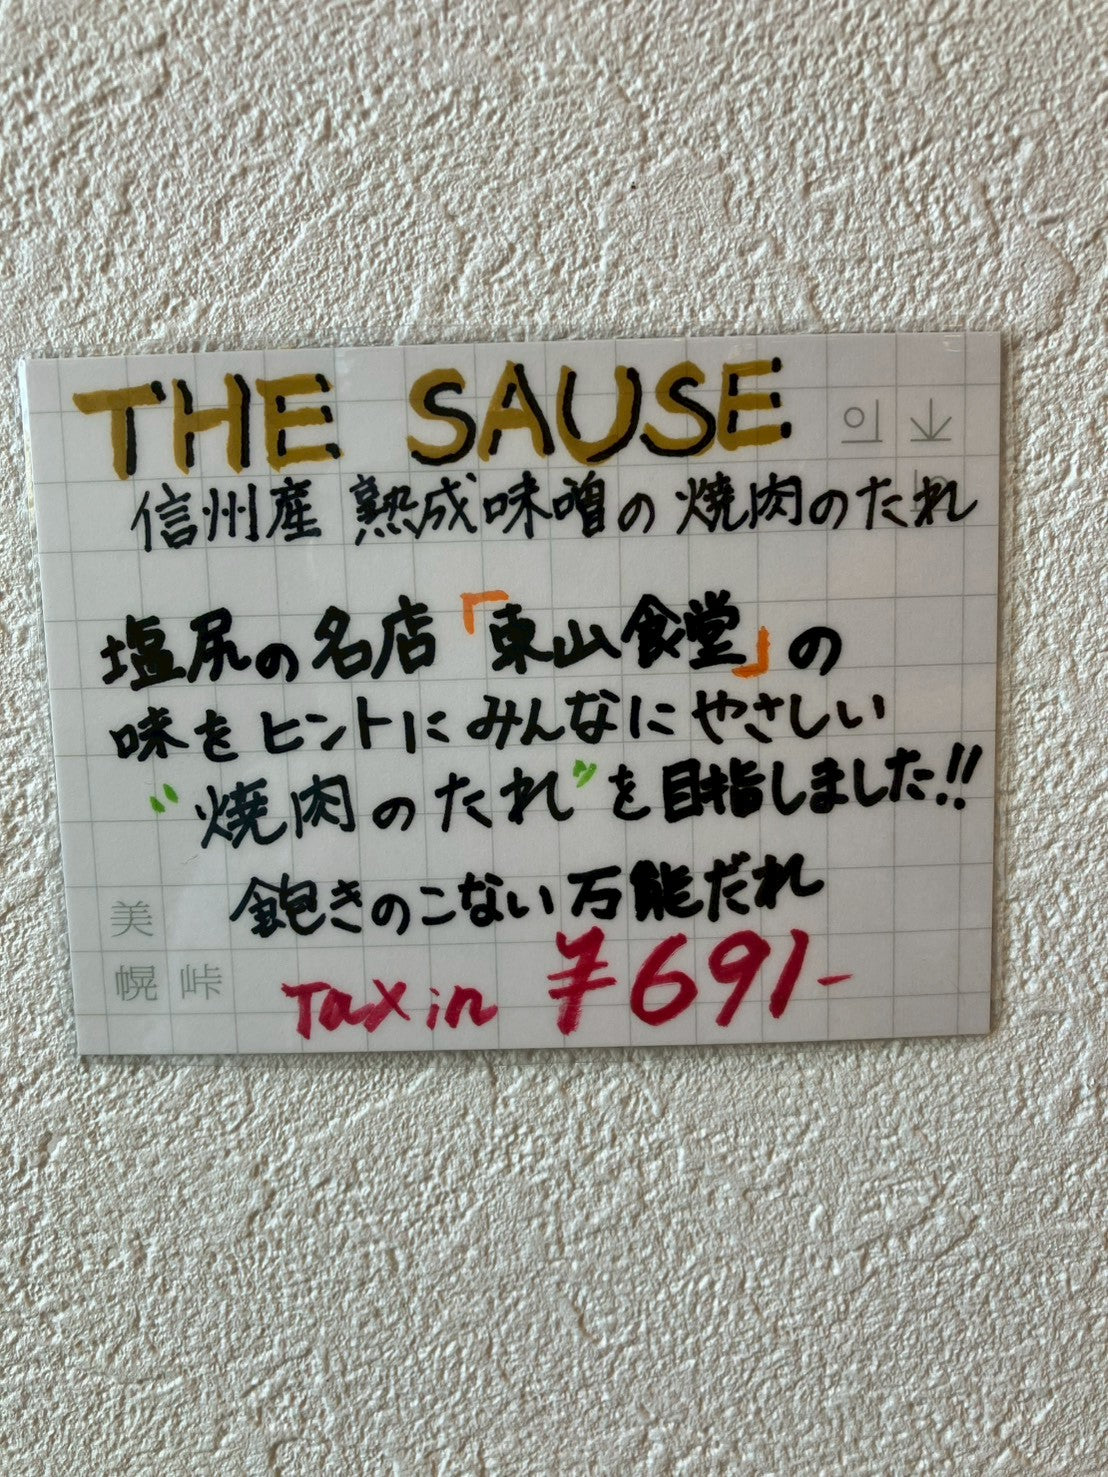 THE SAUSE
信州産 熟成味噌の焼肉のたれ
塩尻の名店「東山食堂」の
味をヒントにみんなにやさしい
“焼肉のたれ”を目指しました!!
飽きのこない万能だれ
Tax in ¥691-
美
幌 峠